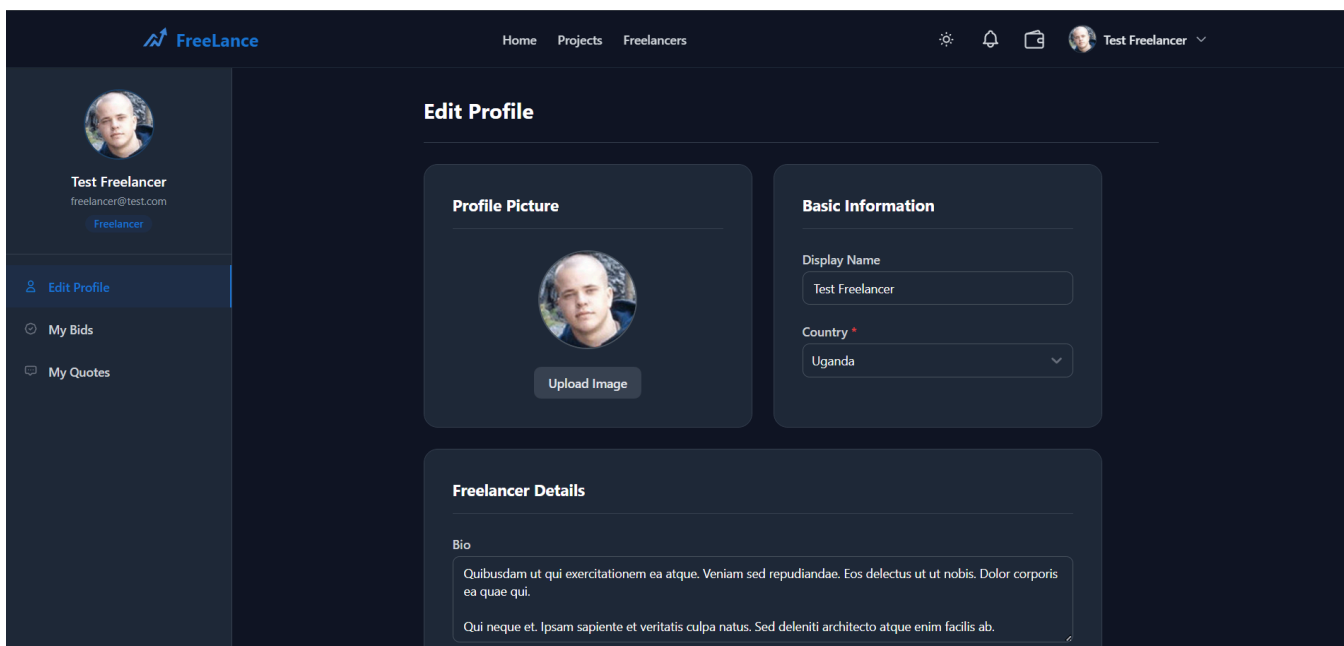 FreeLance
Home
Projects
Freelancers
Test Freelancer
Test Freelancer
freelancer@test.com
Freelancer
Edit Profile
My Bids
My Quotes
Edit Profile
Profile Picture
Upload Image
Basic Information
Display Name
Test Freelancer
Country *
Uganda
Freelancer Details
Bio
Quibusdam ut qui exercitationem ea atque. Veniam sed repudiandae. Eos delectus ut ut nobis. Dolor corporis
ea quae qui.
Qui neque et. Ipsam sapiente et veritatis culpa natus. Sed deleniti architecto atque enim facilis ab.